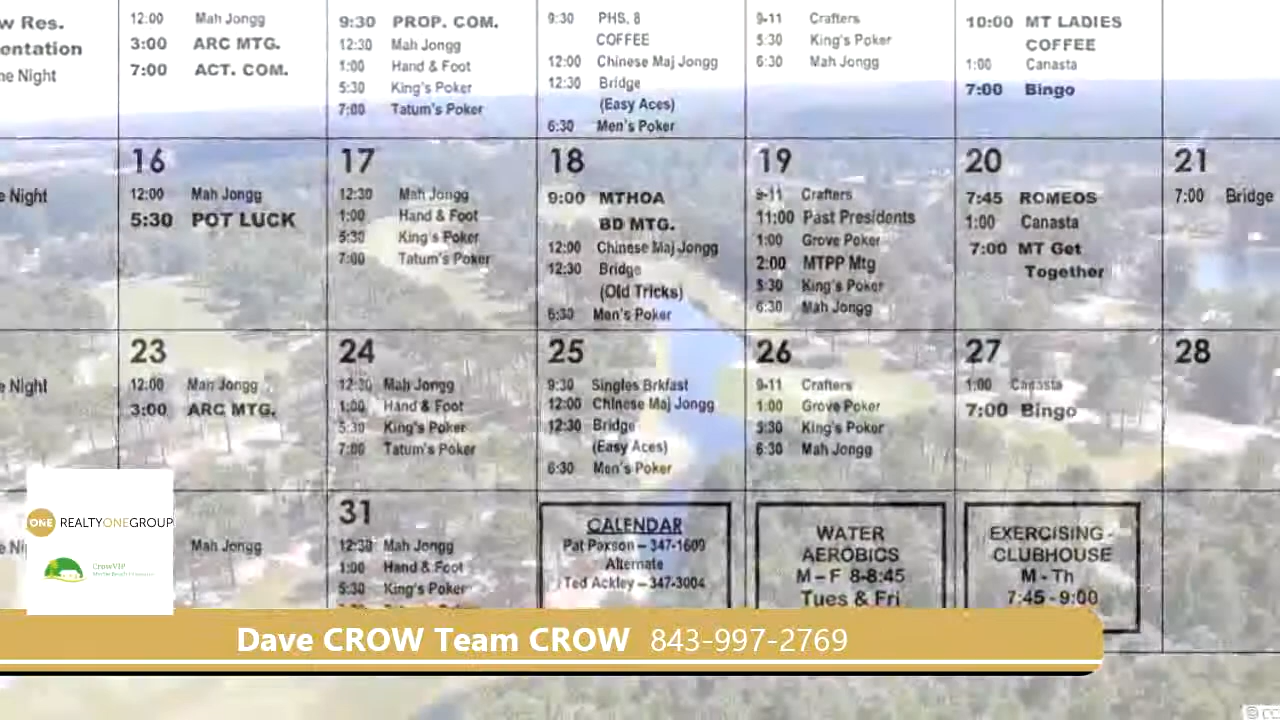 w Res.
entation
ne Night
12:00 Mah Jongg
3:00 ARC MTG.
7:00 ACT. COM.
9:30 PROP. COM.
12:30 Mah Jongg
1:00 Hand & Foot
5:30 King's Poker
7:00 Tatum's Poker
9:30 PHS, 8
COFFEE
12:00 Chinese Maj Jongg
12:30 Bridge
(Easy Aces)
6:30 Men's Poker
9-11 Crafters
5:30 King's Poker
6:30 Mah Jongg
10:00 MT LADIES
COFFEE
1:00 Canasta
7:00 Bingo
e Night
16
12:00 Mah Jongg
5:30 POT LUCK
17
12:30 Mah Jongg
1:00 Hand & Foot
5:30 King's Poker
7:00 Tatum's Poker
18
9:00 MTHOA
BD MTG.
12:00 Chinese Maj Jongg
12:30 Bridge
(Old Tricks)
6:30 Men's Poker
19
9-11 Crafters
11:00 Past Presidents
1:00 Grove Poker
2:00 MTPP Mtg
5:30 King's Poker
6:30 Mah Jongg
20
7:45 ROMEOS
1:00 Canasta
7:00 MT Get
Together
21
7:00 Bridge
e Night
23
12:00 Mah Jongg
3:00 ARC MTG.
24
12:30 Mah Jongg
1:00 Hand & Foot
5:30 King's Poker
7:00 Tatum's Poker
25
9:30 Singles Brkfast
12:00 Chinese Maj Jongg
12:30 Bridge
(Easy Aces)
6:30 Men's Poker
26
9-11 Crafters
1:00 Grove Poker
5:30 King's Poker
6:30 Mah Jongg
27
1:00 Canasta
7:00 Bingo
28
Mah Jongg
31
12:30 Mah Jongg
1:00 Hand & Foot
5:30 King's Poker
CALENDAR
Pat Paxson – 347-1609
Alternate
Ted Ackley – 347-3004
WATER
AEROBICS
M – F 8-8:45
Tues & Fri
EXERCISING -
CLUBHOUSE
M - Th
7:45 - 9:00
ONE REALTYONEGROUP
CrowVIP
Dave CROW Team CROW 843-997-2769